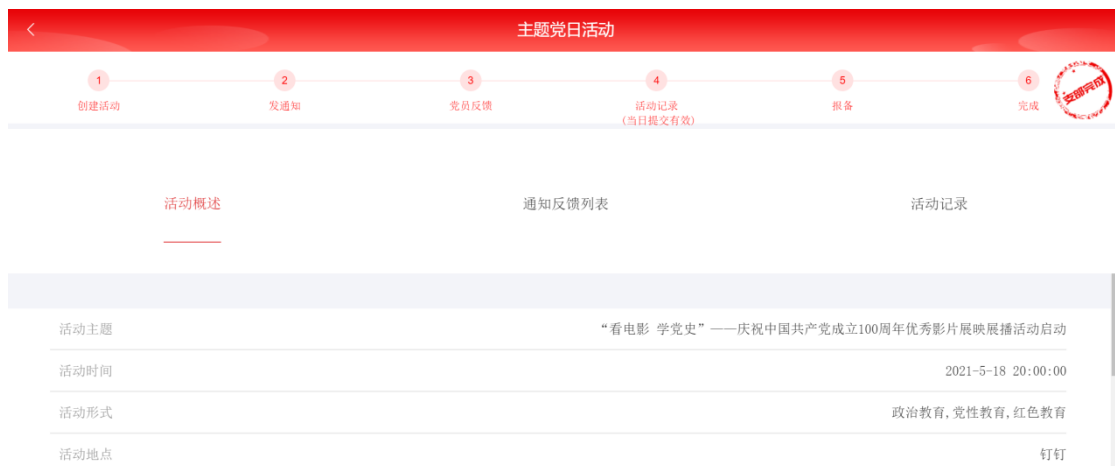 主题党日活动
1
2
3
4
5
6
创建活动
发通知
党员反馈
活动记录
(当日提交有效)
报备
完成
支部完成
活动概述
通知反馈列表
活动记录
活动主题
“看电影 学党史”——庆祝中国共产党成立100周年优秀影片展映展播活动启动
活动时间
2021-5-18 20:00:00
活动形式
政治教育,党性教育,红色教育
活动地点
钉钉